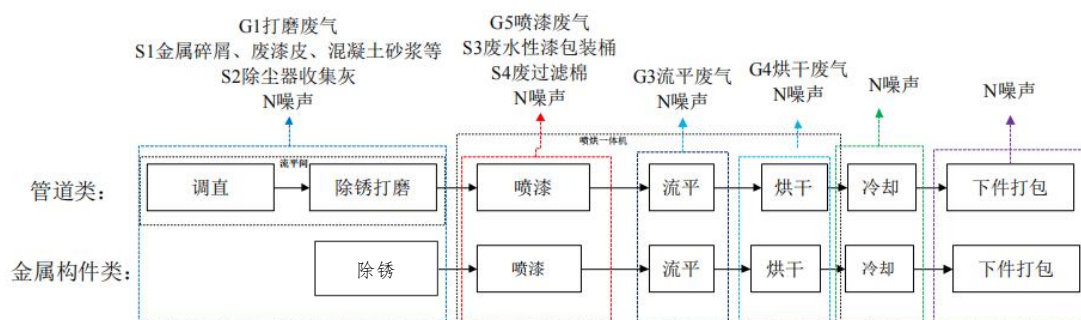 G1打磨废气
S1金属碎屑、废漆皮、混凝土砂浆等
S2除尘器收集灰
N噪声
G5喷漆废气
S3废水性漆包装桶
S4废过滤棉
N噪声
G3流平废气
N噪声
G4烘干废气
N噪声
N噪声
N噪声
喷烘一体机
流平间
管道类：
调直
除锈打磨
喷漆
流平
烘干
冷却
下件打包
金属构件类：
除锈
喷漆
流平
烘干
冷却
下件打包